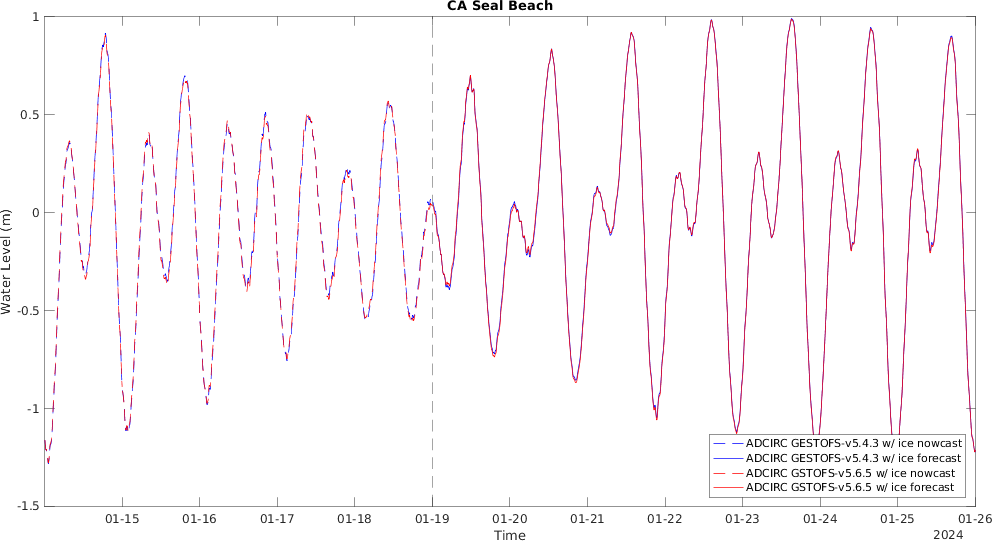 CA Seal Beach
Water Level (m)
1
0.5
0
-0.5
-1
-1.5
ADCIRC GESTOFS-v5.4.3 w/ ice nowcast
ADCIRC GESTOFS-v5.4.3 w/ ice forecast
ADCIRC GSTOFS-v5.6.5 w/ ice nowcast
ADCIRC GSTOFS-v5.6.5 w/ ice forecast
01-15 01-16 01-17 01-18 01-19 01-20 01-21 01-22 01-23 01-24 01-25 01-26
Time
2024